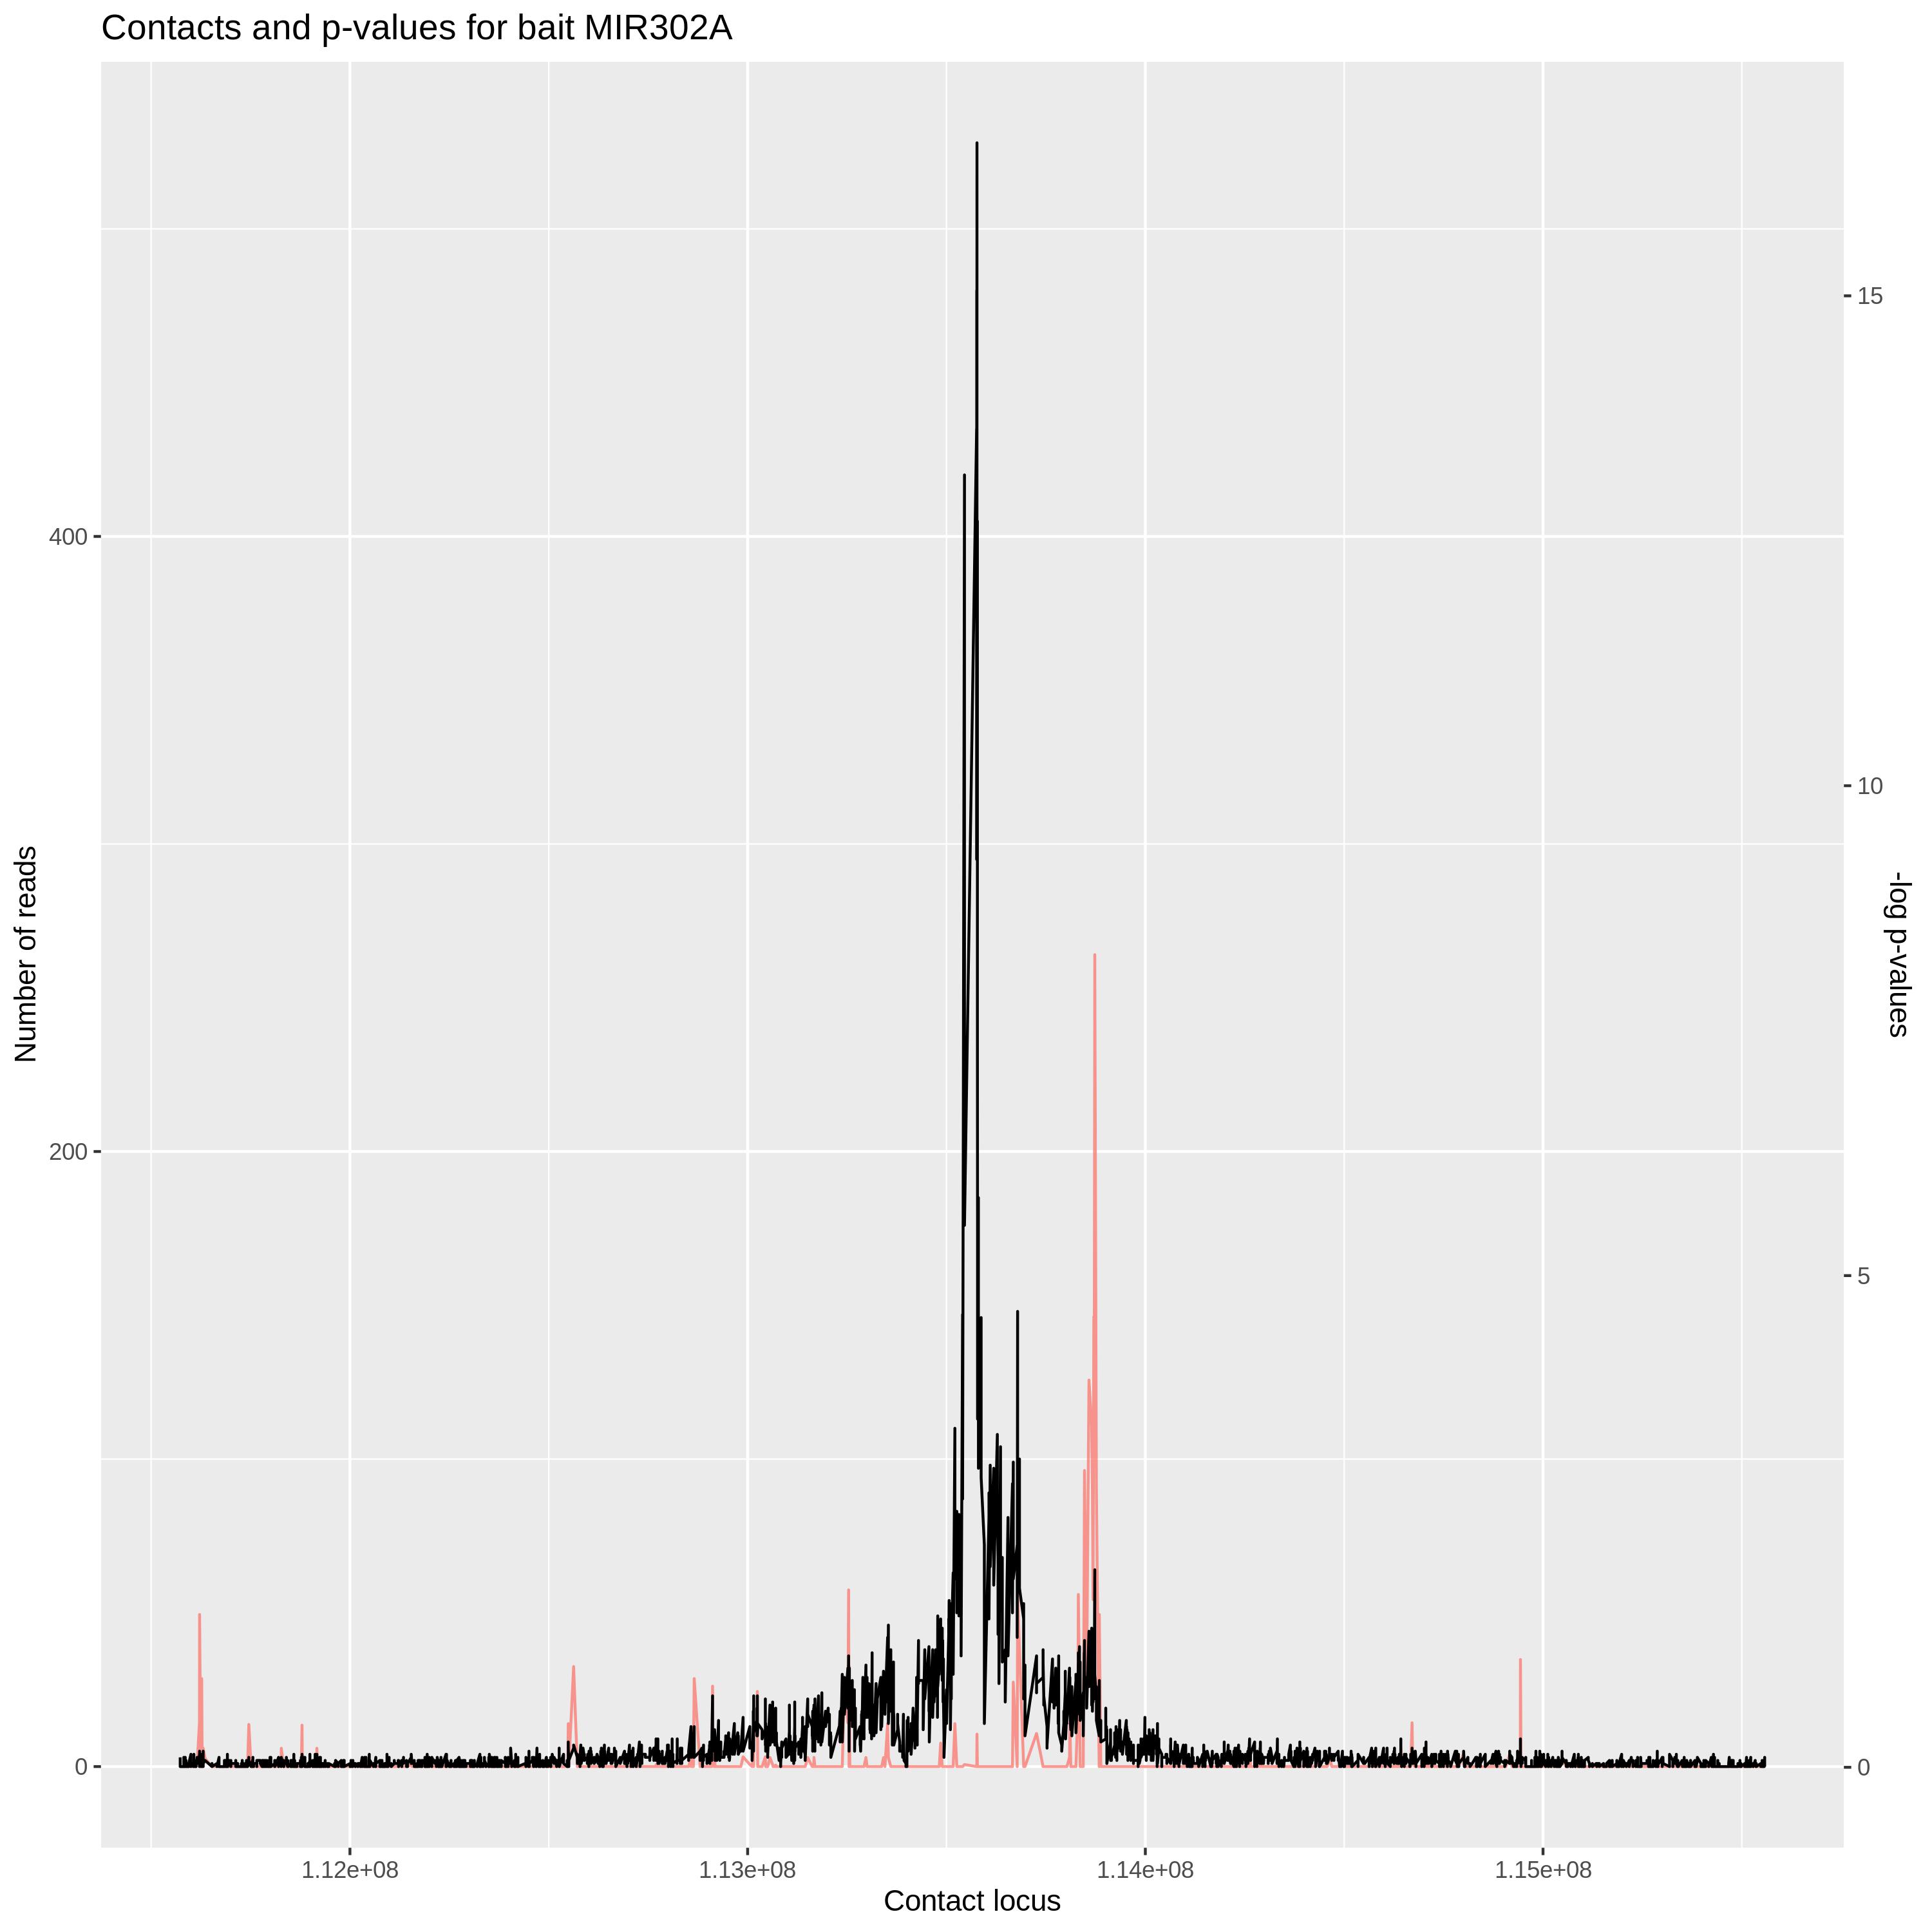 Contacts and p-values for bait MIR302A
Number of reads
400
200
0
15
10
5
0
-log p-values
1.12e+08
1.13e+08
1.14e+08
1.15e+08
Contact locus